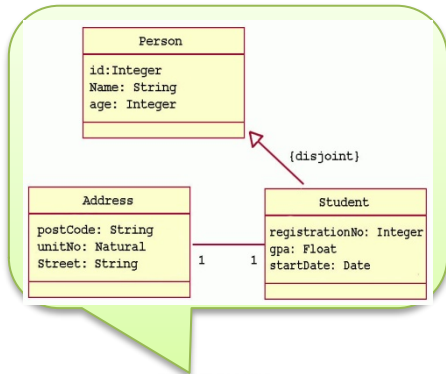 Person
id:Integer
Name: String
age: Integer
{disjoint}
Address
postCode: String
unitNo: Natural
Street: String
1
1
Student
registrationNo: Integer
gpa: Float
startDate: Date